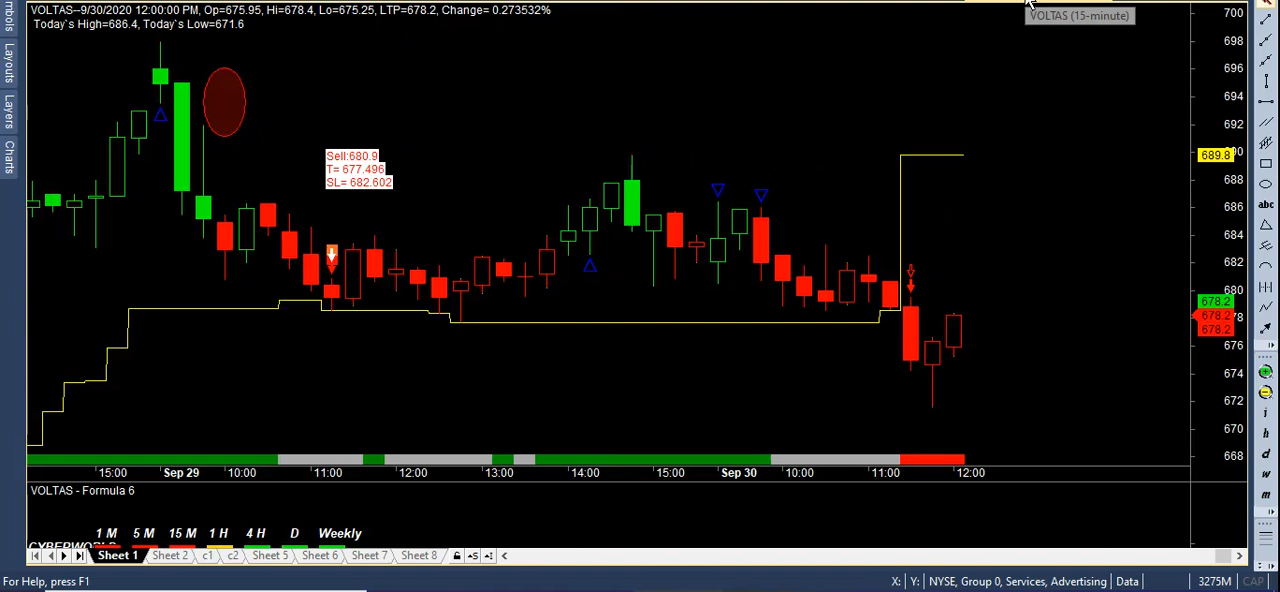 VOLTAS--9/30/2020 12:00:00 PM, Op=675.95, Hi=678.4, Lo=675.25, LTP=678.2, Change= 0.273532%
Today`s High=686.4, Today`s Low=671.6
VOLTAS (15-minute)
Layouts
Layers
Charts
Sell:680.9
T= 677.496
SL= 682.602
700
698
696
694
692
689.8
688
686
684
682
680
678.2
678.2
678.2
676
674
672
670
668
abc
i
h
d
w
m
15:00 Sep 29 10:00 11:00 12:00 13:00 14:00 15:00 Sep 30 10:00 11:00 12:00
VOLTAS - Formula 6
1 M 5 M 15 M 1 H 4 H D Weekly
Sheet 1 Sheet 2 c1 c2 Sheet 5 Sheet 6 Sheet 7 Sheet 8
For Help, press F1
X: Y: NYSE, Group 0, Services, Advertising Data 3275M CAP